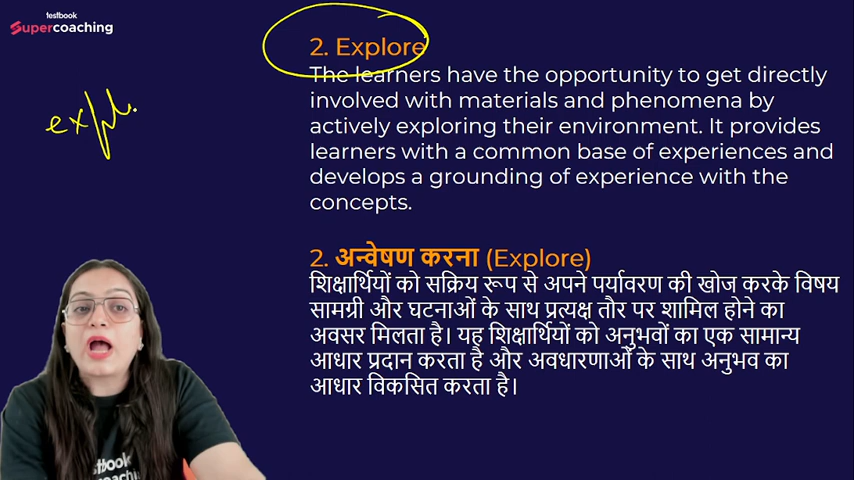 testbook
Supercoaching
2. Explore
The learners have the opportunity to get directly
involved with materials and phenomena by
actively exploring their environment. It provides
learners with a common base of experiences and
develops a grounding of experience with the
concepts.
2. अन्वेषण करना (Explore)
शिक्षार्थियों को सक्रिय रूप से अपने पर्यावरण की खोज करके विषय
सामग्री और घटनाओं के साथ प्रत्यक्ष तौर पर शामिल होने का
अवसर मिलता है। यह शिक्षार्थियों को अनुभवों का एक सामान्य
आधार प्रदान करता है और अवधारणाओं के साथ अनुभव का
आधार विकसित करता है।